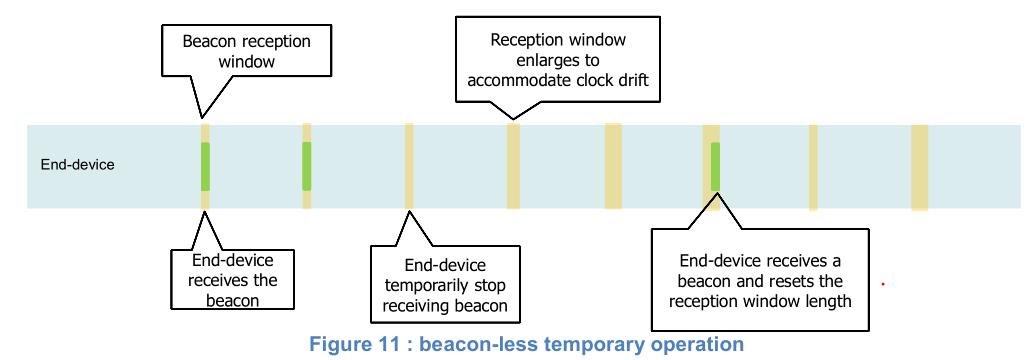 Beacon reception
window
Reception window
enlarges to
accommodate clock drift
End-device
End-device
receives the
beacon
End-device
temporarily stop
receiving beacon
End-device receives a
beacon and resets the
reception window length
Figure 11 : beacon-less temporary operation